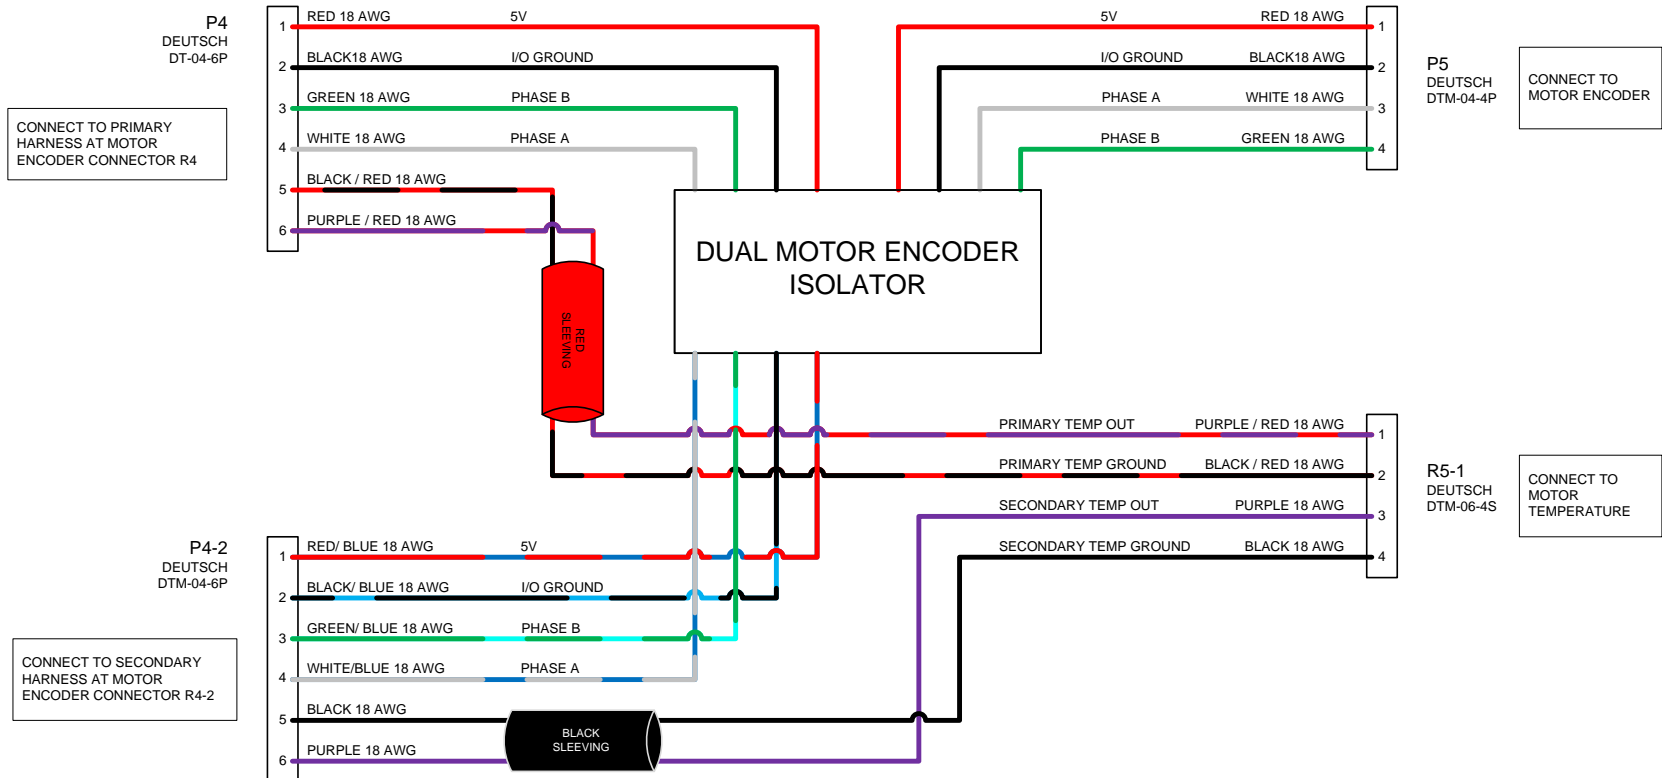 P4
DEUTSCH
DT-04-6P
CONNECT TO PRIMARY
HARNESS AT MOTOR
ENCODER CONNECTOR R4
1 RED 18 AWG 5V
2 BLACK18 AWG I/O GROUND
3 GREEN 18 AWG PHASE B
4 WHITE 18 AWG PHASE A
5 BLACK / RED 18 AWG
6 PURPLE / RED 18 AWG
5V RED 18 AWG 1
I/O GROUND BLACK18 AWG 2
PHASE A WHITE 18 AWG 3
PHASE B GREEN 18 AWG 4
P5
DEUTSCH
DTM-04-4P
CONNECT TO
MOTOR ENCODER
DUAL MOTOR ENCODER
ISOLATOR
RED
SLEEVING
PRIMARY TEMP OUT PURPLE / RED 18 AWG 1
PRIMARY TEMP GROUND BLACK / RED 18 AWG 2
SECONDARY TEMP OUT PURPLE 18 AWG 3
SECONDARY TEMP GROUND BLACK 18 AWG 4
R5-1
DEUTSCH
DTM-06-4S
CONNECT TO
MOTOR
TEMPERATURE
P4-2
DEUTSCH
DTM-04-6P
CONNECT TO SECONDARY
HARNESS AT MOTOR
ENCODER CONNECTOR R4-2
1 RED/ BLUE 18 AWG 5V
2 BLACK/ BLUE 18 AWG I/O GROUND
3 GREEN/ BLUE 18 AWG PHASE B
4 WHITE/BLUE 18 AWG PHASE A
5 BLACK 18 AWG
6 PURPLE 18 AWG
BLACK
SLEEVING